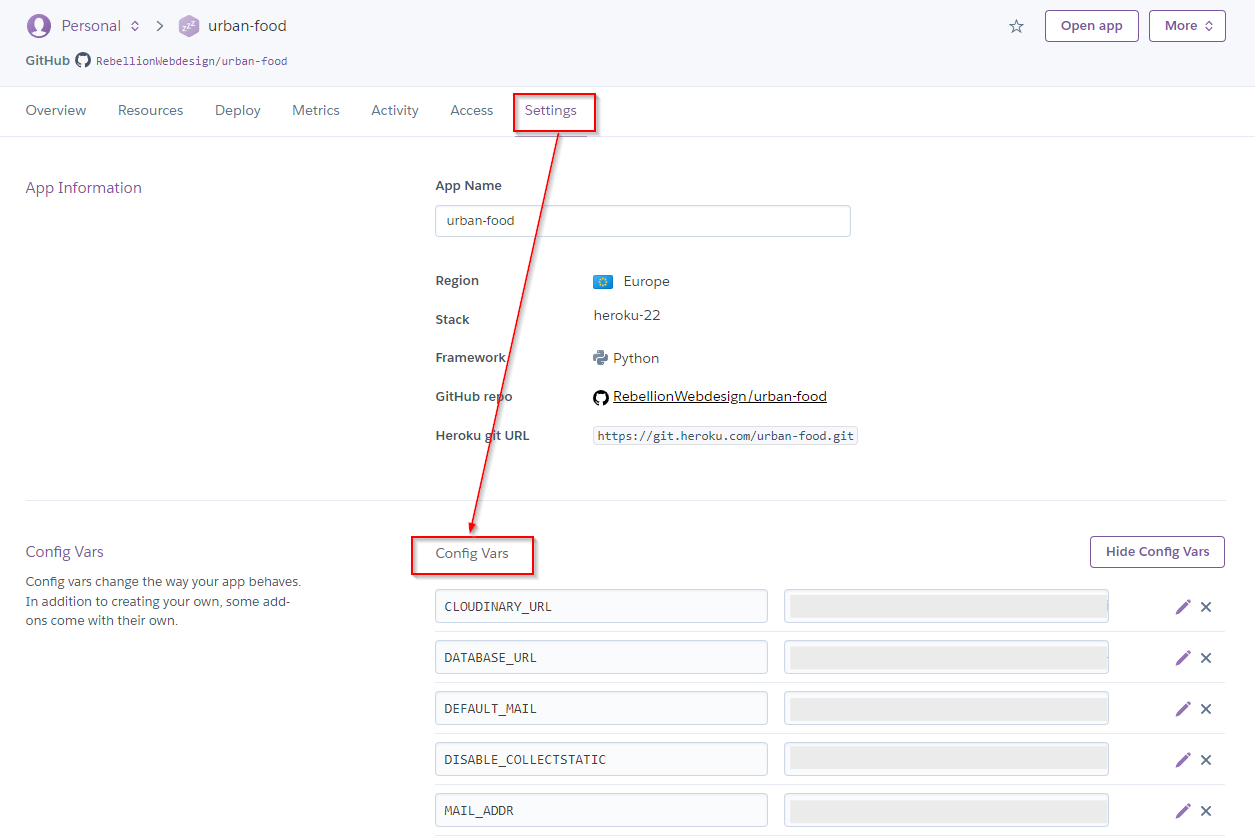 Personal urban-food Open app More
GitHub RebellionWebdesign/urban-food
Overview Resources Deploy Metrics Activity Access Settings
App Information
App Name
urban-food
Region Europe
Stack heroku-22
Framework Python
GitHub repo RebellionWebdesign/urban-food
Heroku git URL https://git.heroku.com/urban-food.git
Config Vars
Config vars change the way your app behaves.
In addition to creating your own, some add-
ons come with their own.
Config Vars Hide Config Vars
CLOUDINARY_URL
DATABASE_URL
DEFAULT_MAIL
DISABLE_COLLECTSTATIC
MAIL_ADDR